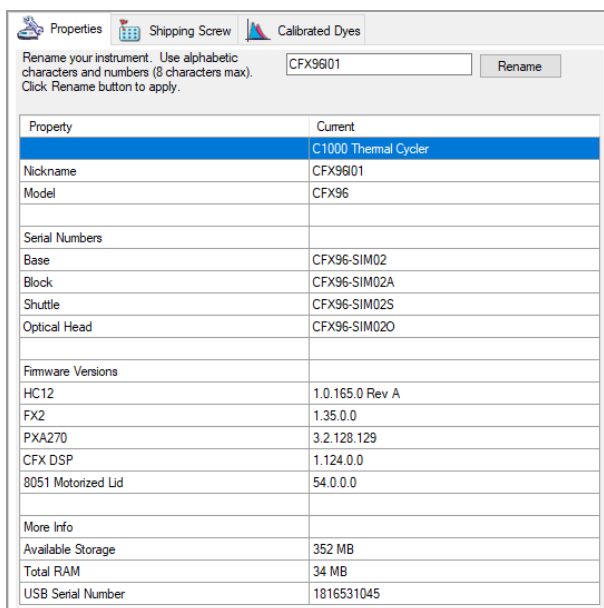 Properties Shipping Screw Calibrated Dyes
Rename your instrument. Use alphabetic
characters and numbers (8 characters max).
Click Rename button to apply.
CFX96I01 Rename
Property Current
C1000 Thermal Cycler
Nickname CFX96I01
Model CFX96
Serial Numbers
Base CFX96-SIM02
Block CFX96-SIM02A
Shuttle CFX96-SIM02S
Optical Head CFX96-SIM02O
Firmware Versions
HC12 1.0.165.0 Rev A
FX2 1.35.0.0
PXA270 3.2.128.129
CFX DSP 1.124.0.0
8051 Motorized Lid 54.0.0.0
More Info
Available Storage 352 MB
Total RAM 34 MB
USB Serial Number 1816531045